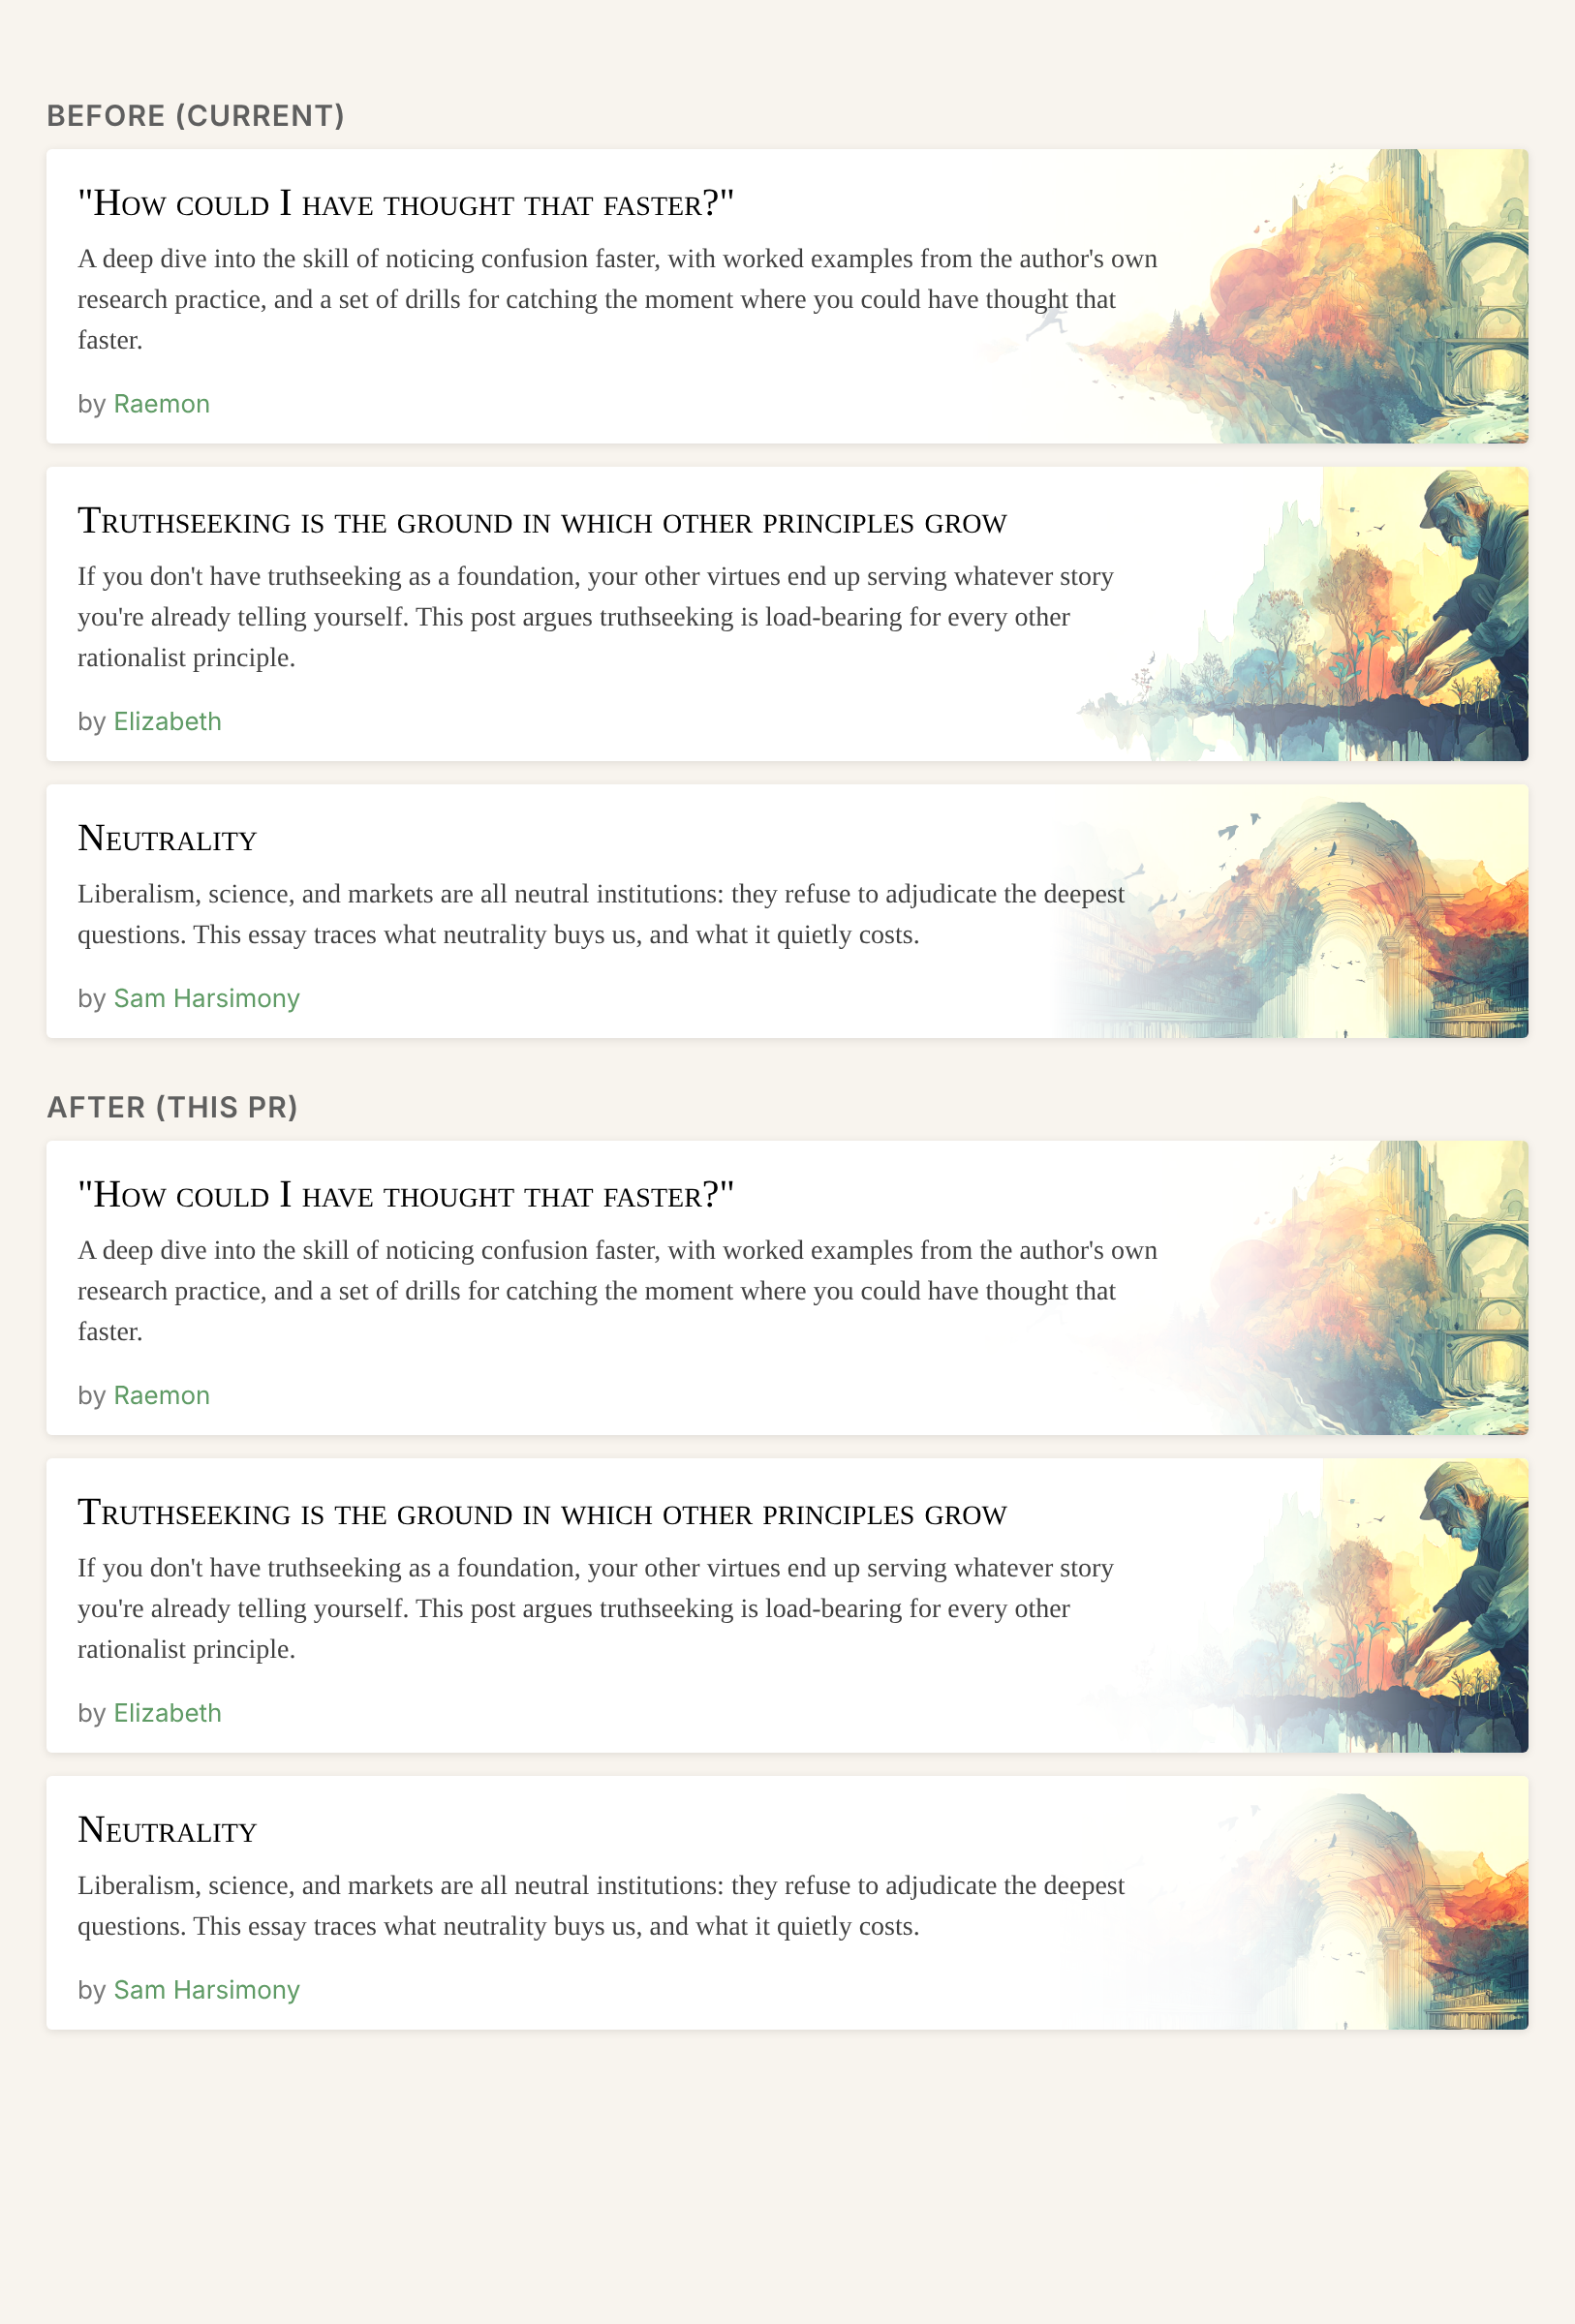 BEFORE (CURRENT)
"How could I have thought that faster?"
A deep dive into the skill of noticing confusion faster, with worked examples from the author's own
research practice, and a set of drills for catching the moment where you could have thought that
faster.
by Raemon
Truthseeking is the ground in which other principles grow
If you don't have truthseeking as a foundation, your other virtues end up serving whatever story
you're already telling yourself. This post argues truthseeking is load-bearing for every other
rationalist principle.
by Elizabeth
Neutrality
Liberalism, science, and markets are all neutral institutions: they refuse to adjudicate the deepest
questions. This essay traces what neutrality buys us, and what it quietly costs.
by Sam Harsimony
AFTER (THIS PR)
"How could I have thought that faster?"
A deep dive into the skill of noticing confusion faster, with worked examples from the author's own
research practice, and a set of drills for catching the moment where you could have thought that
faster.
by Raemon
Truthseeking is the ground in which other principles grow
If you don't have truthseeking as a foundation, your other virtues end up serving whatever story
you're already telling yourself. This post argues truthseeking is load-bearing for every other
rationalist principle.
by Elizabeth
Neutrality
Liberalism, science, and markets are all neutral institutions: they refuse to adjudicate the deepest
questions. This essay traces what neutrality buys us, and what it quietly costs.
by Sam Harsimony